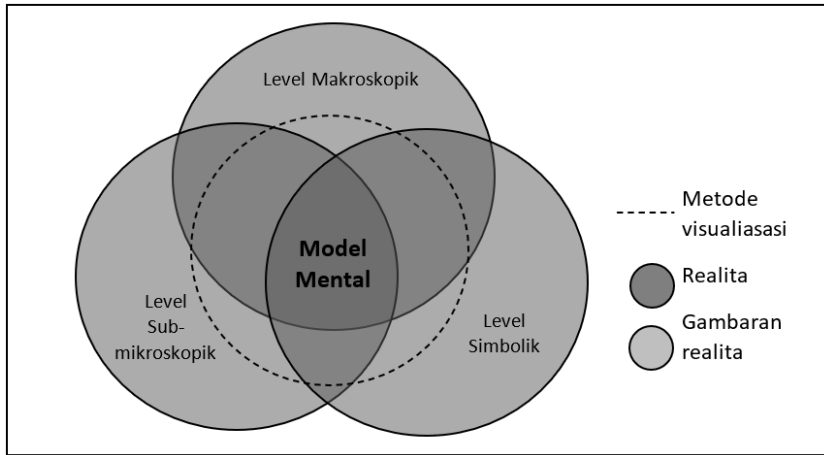 Level Makroskopik
Model
Mental
Level
Sub-
mikroskopik
Level
Simbolik
Metode
visualiasasi
Realita
Gambaran
realita